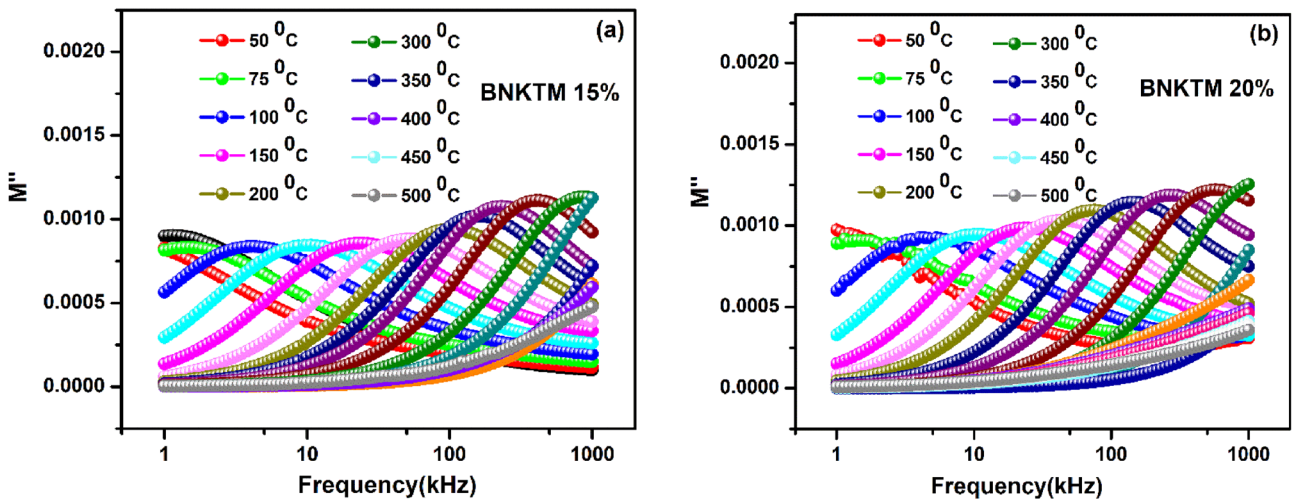 (a)
BNKTM 15%
50 ⁰C
75 ⁰C
100 ⁰C
150 ⁰C
200 ⁰C
300 ⁰C
350 ⁰C
400 ⁰C
450 ⁰C
500 ⁰C
M''
0.0020
0.0015
0.0010
0.0005
0.0000
1
10
100
1000
Frequency(kHz)
(b)
BNKTM 20%
50 ⁰C
75 ⁰C
100 ⁰C
150 ⁰C
200 ⁰C
300 ⁰C
350 ⁰C
400 ⁰C
450 ⁰C
500 ⁰C
M''
0.0020
0.0015
0.0010
0.0005
0.0000
1
10
100
1000
Frequency(kHz)